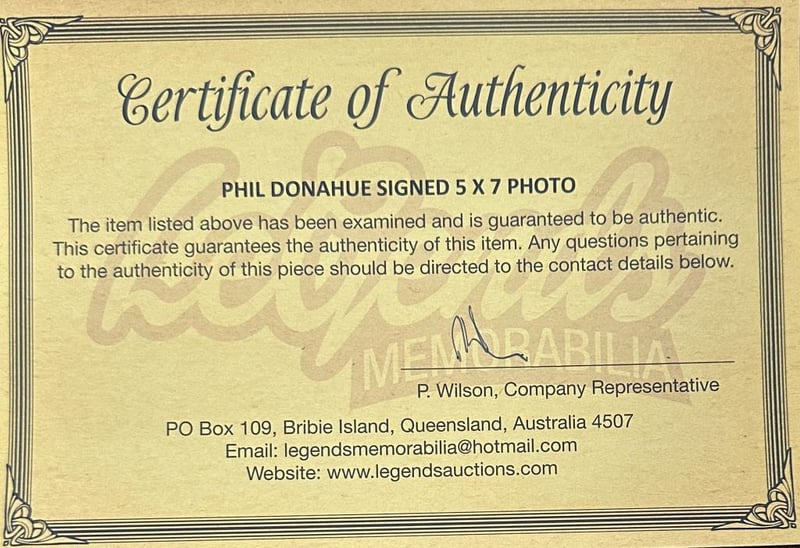 Certificate of Authenticity
PHIL DONAHUE SIGNED 5 X 7 PHOTO
The item listed above has been examined and is guaranteed to be authentic.
This certificate guarantees the authenticity of this item. Any questions pertaining
to the authenticity of this piece should be directed to the contact details below.
Legends
MEMORABILIA
P. Wilson, Company Representative
PO Box 109, Bribie Island, Queensland, Australia 4507
Email: legendsmemorabilia@hotmail.com
Website: www.legendsauctions.com